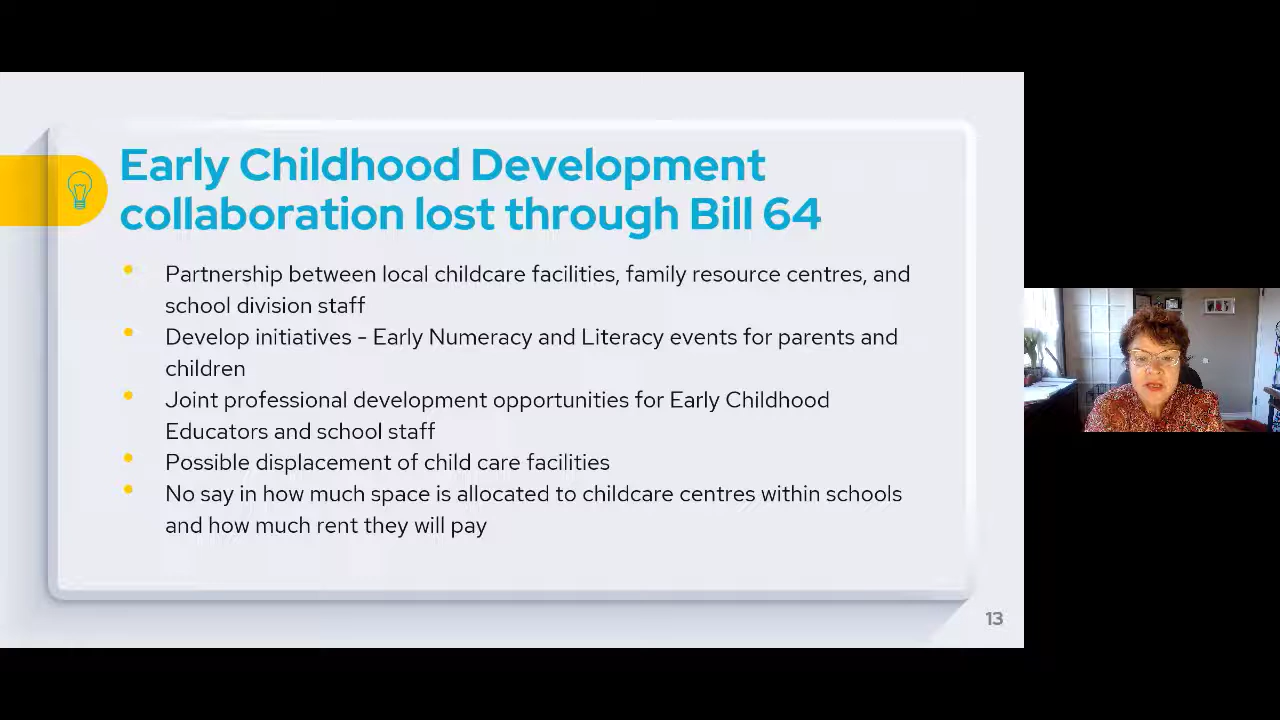 Early Childhood Development
collaboration lost through Bill 64
Partnership between local childcare facilities, family resource centres, and
school division staff
Develop initiatives - Early Numeracy and Literacy events for parents and
children
Joint professional development opportunities for Early Childhood
Educators and school staff
Possible displacement of child care facilities
No say in how much space is allocated to childcare centres within schools
and how much rent they will pay
13